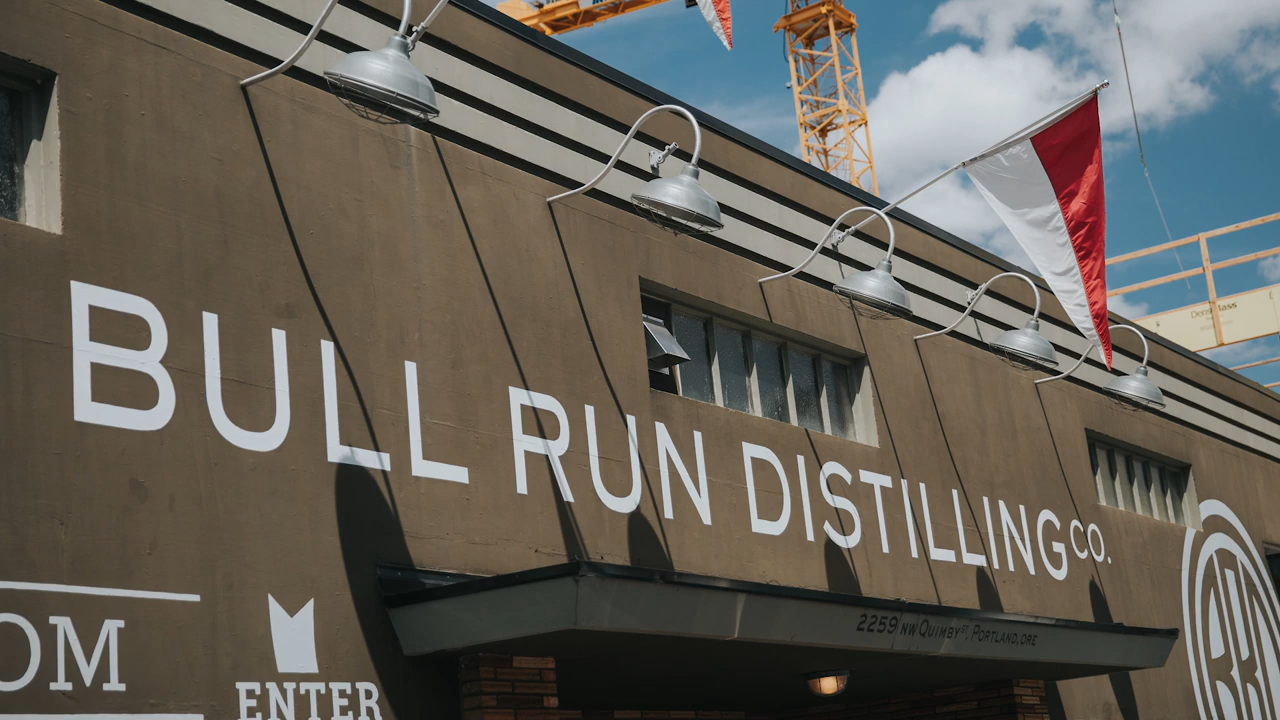 BULL RUN DISTILLING CO.
2259 NW QUIMBY ST. PORTLAND, ORE
OM
ENTER